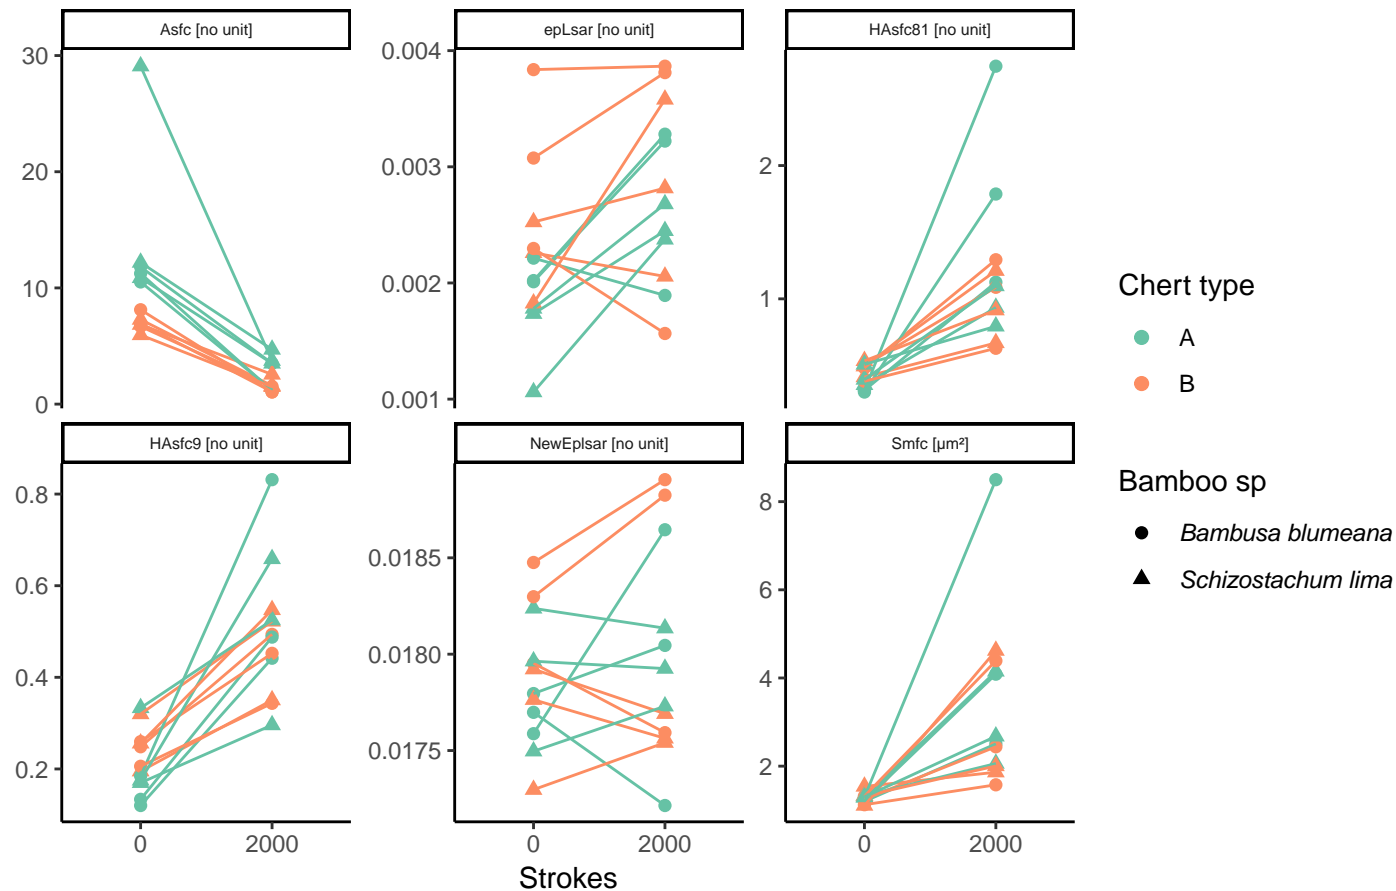 Asfc [no unit]
epLsar [no unit]
HAsfc81 [no unit]
30
20
10
0
0.004
0.003
0.002
0.001
2
1
HAsfc9 [no unit]
NewEplsar [no unit]
Smfc [µm²]
0.8
0.6
0.4
0.2
0.0185
0.0180
0.0175
8
6
4
2
0 2000
0 2000
0 2000
Strokes
Chert type
A
B
Bamboo sp
Bambusa blumeana
Schizostachum lima